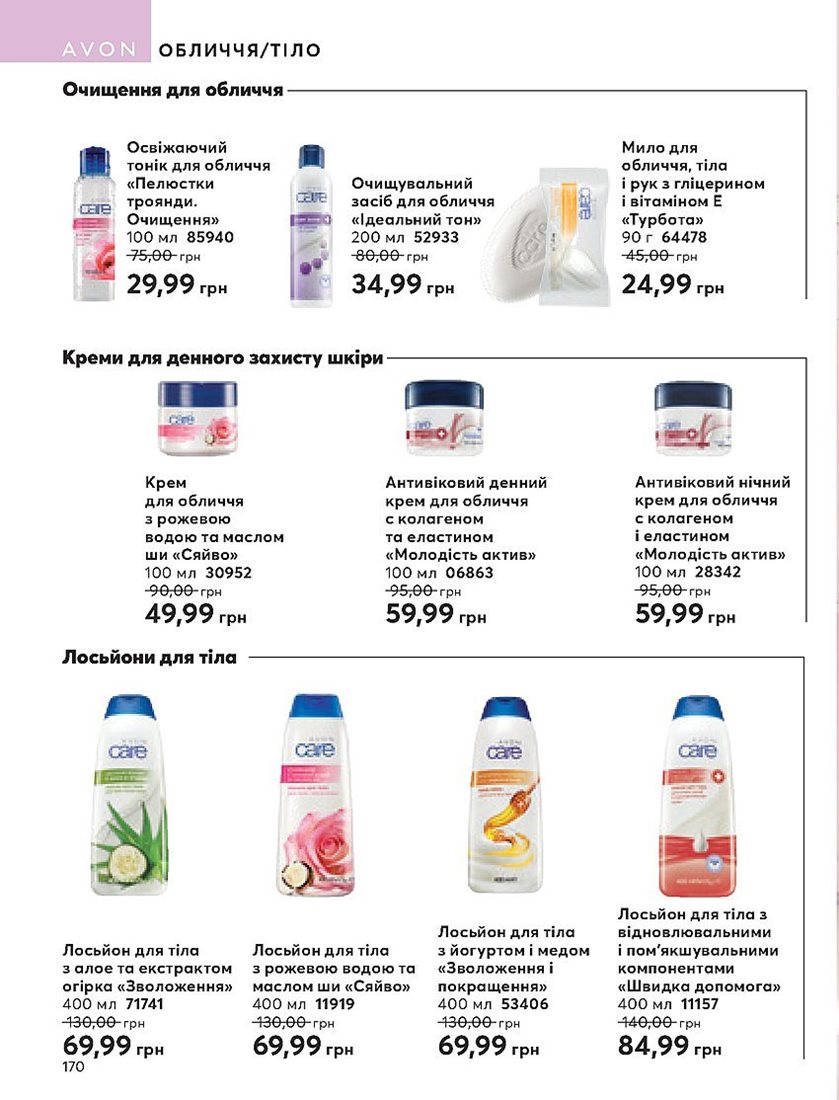 AVON ОБЛИЧЧЯ/ТІЛО
Очищення для обличчя
Освіжаючий
тонік для обличчя
«Пелюстки
троянди.
Очищення»
100 мл 85940
75,00 грн
29,99 грн
Очищувальний
засіб для обличчя
«Ідеальний тон»
200 мл 52933
80,00 грн
34,99 грн
Мило для
обличчя, тіла
і рук з гліцерином
і вітаміном Е
«Турбота»
90 г 64478
45,00 грн
24,99 грн
care
care
care
care
Креми для денного захисту шкіри
care
care
care
Крем
для обличчя
з рожевою
водою та маслом
ши «Сяйво»
100 мл 30952
90,00 грн
49,99 грн
Антивіковий денний
крем для обличчя
с колагеном
та еластином
«Молодість актив»
100 мл 06863
95,00 грн
59,99 грн
Антивіковий нічний
крем для обличчя
с колагеном
і еластином
«Молодість актив»
100 мл 28342
95,00 грн
59,99 грн
Лосьйони для тіла
AVON
care
AVON
care
AVON
care
AVON
care
Лосьйон для тіла
з алое та екстрактом
огірка «Зволоження»
400 мл 71741
130,00 грн
69,99 грн
Лосьйон для тіла
з рожевою водою та
маслом ши «Сяйво»
400 мл 11919
130,00 грн
69,99 грн
Лосьйон для тіла
з йогуртом і медом
«Зволоження і
покращення»
400 мл 53406
130,00 грн
69,99 грн
Лосьйон для тіла з
відновлювальними
і пом'якшувальними
компонентами
«Швидка допомога»
400 мл 11157
140,00 грн
84,99 грн
170